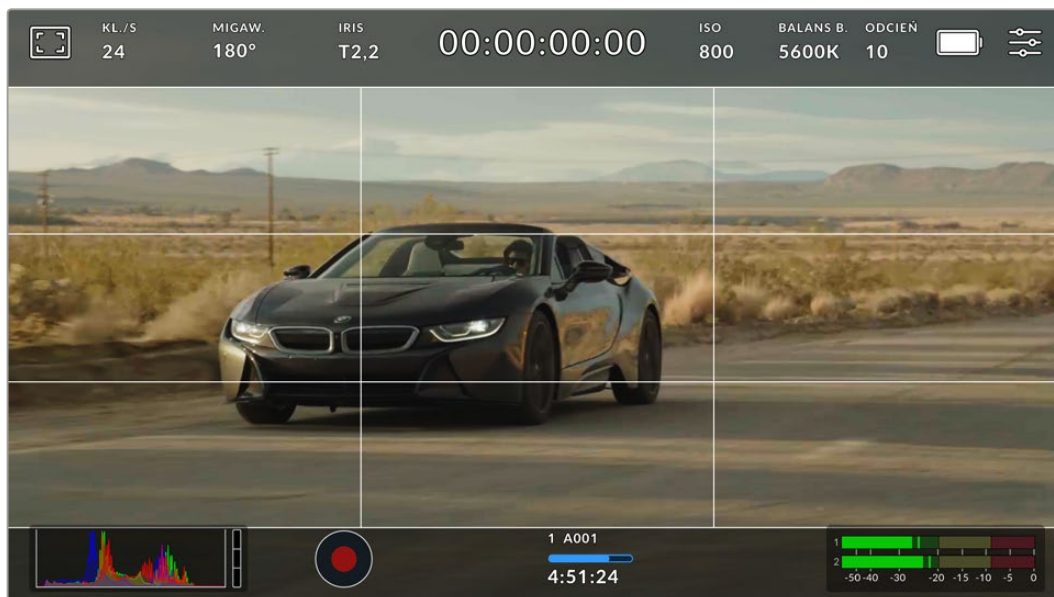 KL./S
24
MIGAW.
180°
IRIS
T2,2
00:00:00:00
ISO
800
BALANS B.
5600K
ODCIEŃ
10
1 A001
4:51:24
1
2
-50 -40 -30 -20 -15 -10 -5 0